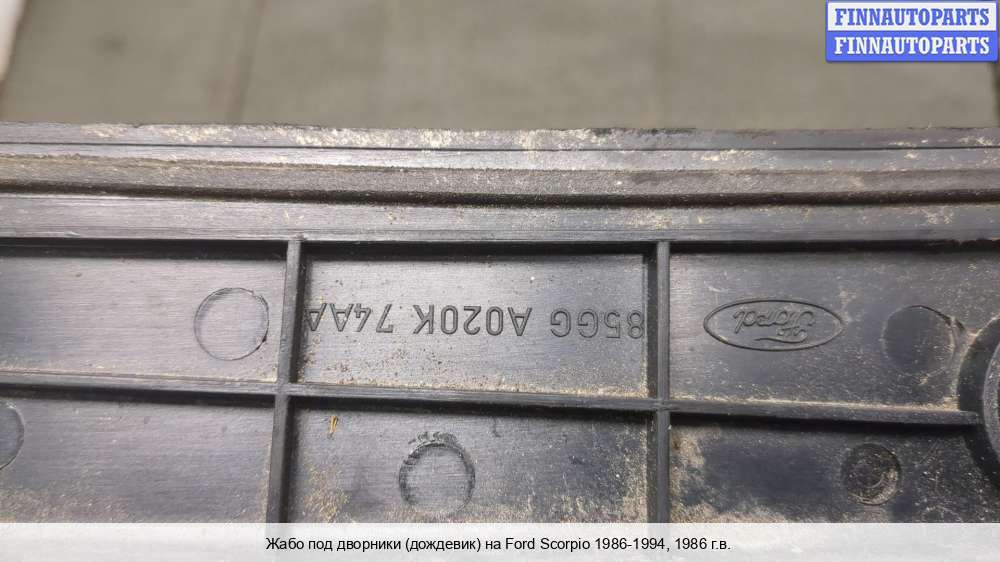 FINNAUTOPARTS
FINNAUTOPARTS
Ford
85GG A020K 74AA
Жабо под дворники (дождевик) на Ford Scorpio 1986-1994, 1986 г.в.